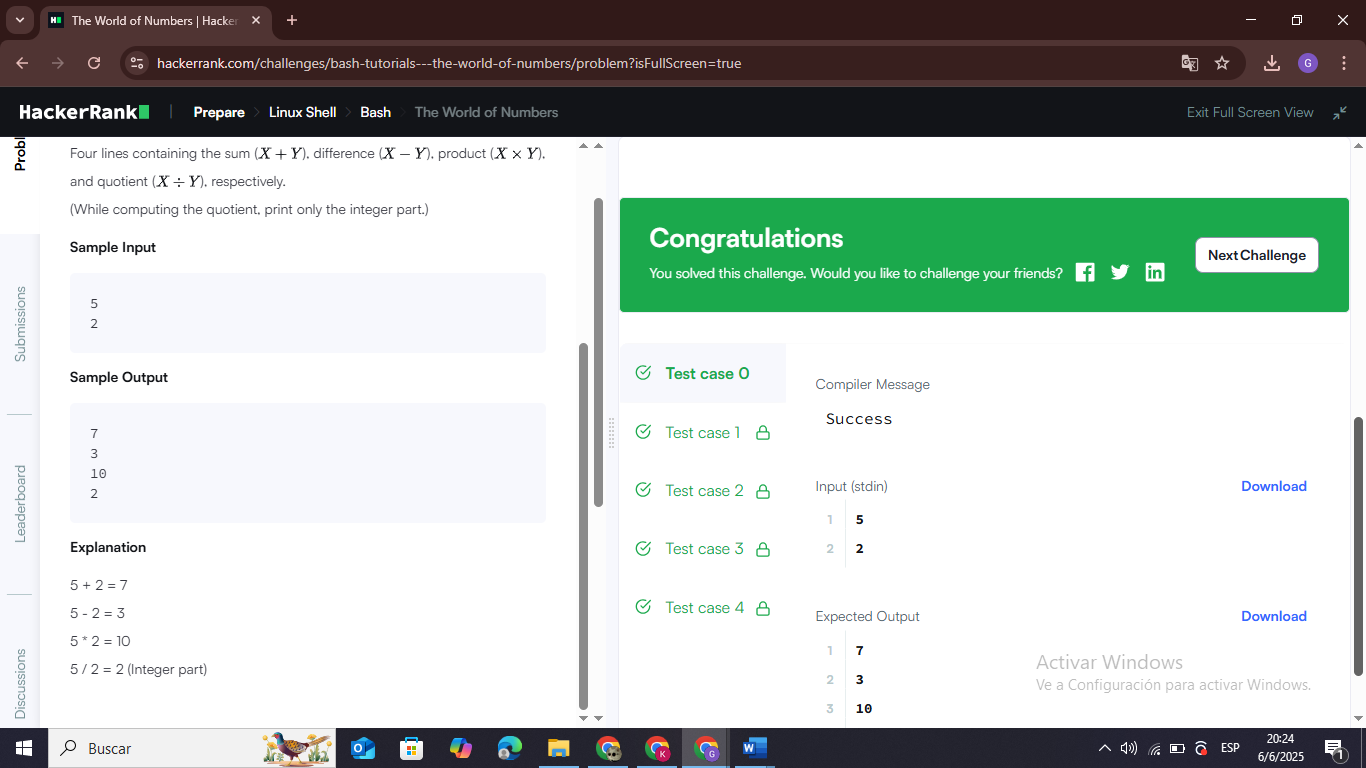 The World of Numbers | Hacker
hackerrank.com/challenges/bash-tutorials---the-world-of-numbers/problem?isFullScreen=true
G
HackerRank
Prepare
Linux Shell
Bash
The World of Numbers
Exit Full Screen View
Probl
Submissions
Leaderboard
Discussions
Four lines containing the sum (X + Y), difference (X − Y), product (X × Y),
and quotient (X ÷ Y), respectively.
(While computing the quotient, print only the integer part.)
Sample Input
5
2
Sample Output
7
3
10
2
Explanation
5 + 2 = 7
5 - 2 = 3
5 * 2 = 10
5 / 2 = 2 (Integer part)
Congratulations
You solved this challenge. Would you like to challenge your friends?
Next Challenge
Test case 0
Test case 1
Test case 2
Test case 3
Test case 4
Compiler Message
Success
Input (stdin)
Download
1 5
2 2
Expected Output
Download
1 7
2 3
3 10
Activar Windows
Ve a Configuración para activar Windows.
Buscar
ESP
20:24
6/6/2025
1